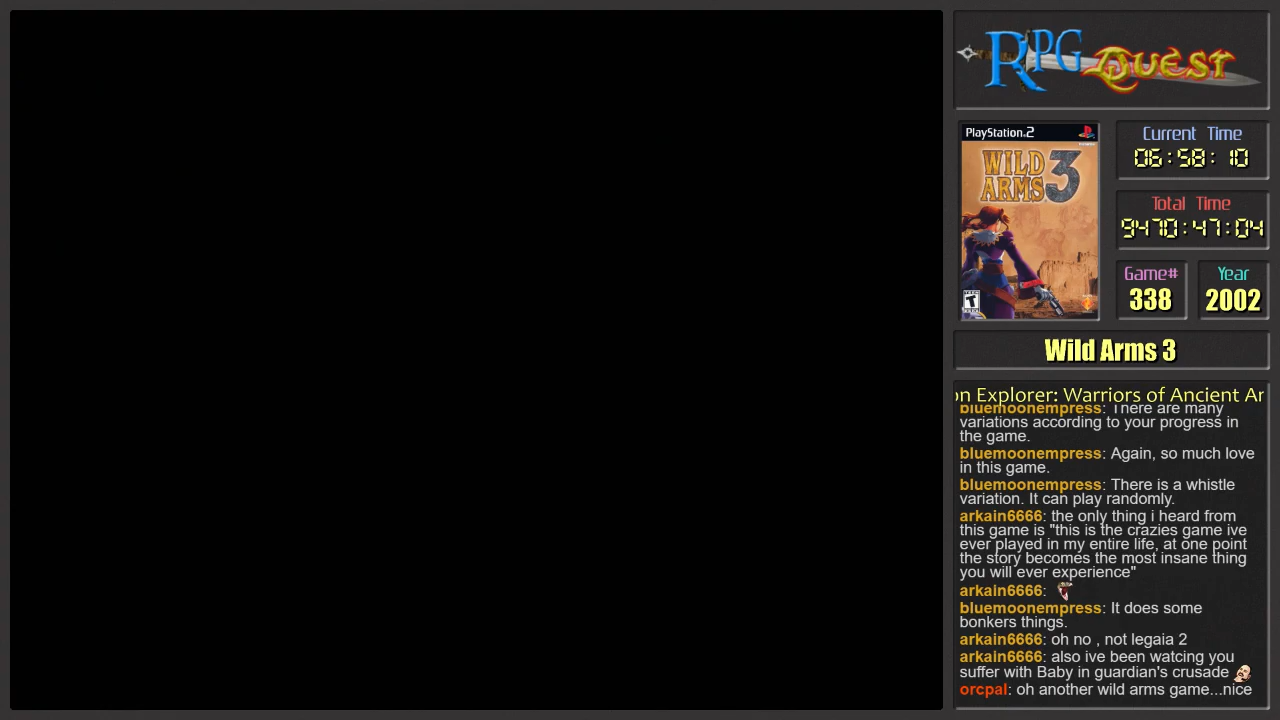 RPG Quest
PlayStation.2
WILD
ARMS 3
Current Time
06:58:10
Total Time
9470:47:04
Game#
Year
338
2002
Wild Arms 3
on Explorer: Warriors of Ancient Ar
bluemoonempress: There are many
variations according to your progress in
the game.
bluemoonempress: Again, so much love
in this game.
bluemoonempress: There is a whistle
variation. It can play randomly.
arkain6666: the only thing i heard from
this game is "this is the crazies game ive
ever played in my entire life, at one point
the story becomes the most insane thing
you will ever experience"
arkain6666:
bluemoonempress: It does some
bonkers things.
arkain6666: oh no , not legaia 2
arkain6666: also ive been watcing you
suffer with Baby in guardian's crusade
orcpal: oh another wild arms game...nice